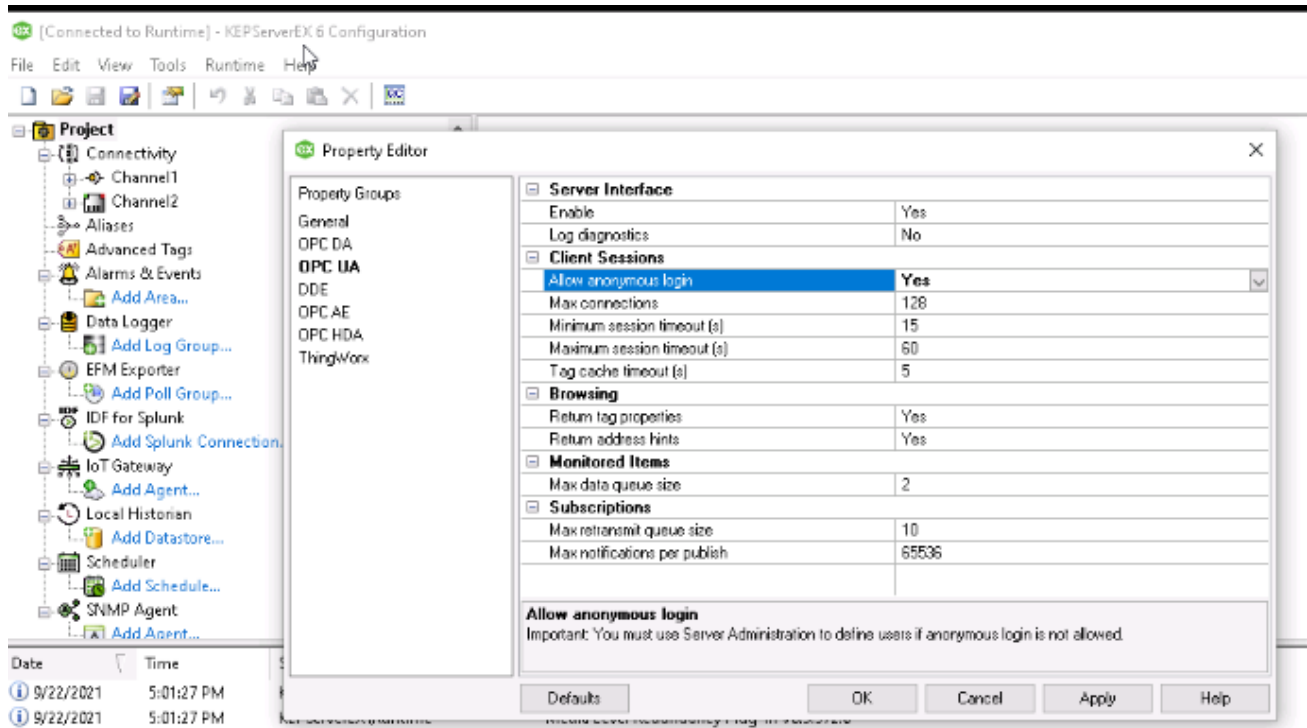 [Connected to Runtime] - KEPServerEX 6 Configuration
File Edit View Tools Runtime Help
Project
Connectivity
Channel1
Channel2
Aliases
Advanced Tags
Alarms & Events
Add Area...
Data Logger
Add Log Group...
EFM Exporter
Add Poll Group...
IDF for Splunk
Add Splunk Connection.
IoT Gateway
Add Agent...
Local Historian
Add Datastore...
Scheduler
Add Schedule...
SNMP Agent
Add Agent...
Property Editor
Property Groups
General
OPC DA
OPC UA
DDE
OPC AE
OPC HDA
ThingWorx
Server Interface
Enable Yes
Log diagnostics No
Client Sessions
Allow anonymous login Yes
Max connections 128
Minimum session timeout (s) 15
Maximum session timeout (s) 60
Tag cache timeout (s) 5
Browsing
Return tag properties Yes
Return address hints Yes
Monitored Items
Max data queue size 2
Subscriptions
Max retransmit queue size 10
Max notifications per publish 65536
Allow anonymous login
Important: You must use Server Administration to define users if anonymous login is not allowed.
Defaults OK Cancel Apply Help
Date Time
9/22/2021 5:01:27 PM
9/22/2021 5:01:27 PM